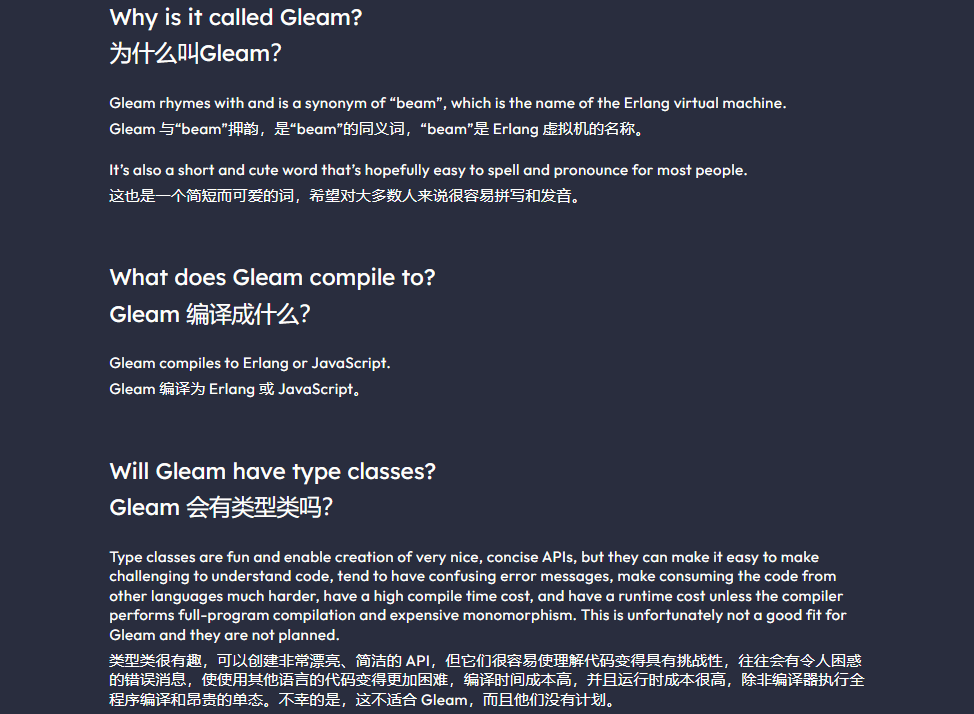 Why is it called Gleam?
为什么叫Gleam？
Gleam rhymes with and is a synonym of “beam”, which is the name of the Erlang virtual machine.
Gleam 与“beam”押韵，是“beam”的同义词，“beam”是 Erlang 虚拟机的名称。
It’s also a short and cute word that’s hopefully easy to spell and pronounce for most people.
这也是一个简短而可爱的词，希望对大多数人来说很容易拼写和发音。
What does Gleam compile to?
Gleam 编译成什么？
Gleam compiles to Erlang or JavaScript.
Gleam 编译为 Erlang 或 JavaScript。
Will Gleam have type classes?
Gleam 会有类型类吗？
Type classes are fun and enable creation of very nice, concise APIs, but they can make it easy to make
challenging to understand code, tend to have confusing error messages, make consuming the code from
other languages much harder, have a high compile time cost, and have a runtime cost unless the compiler
performs full-program compilation and expensive monomorphism. This is unfortunately not a good fit for
Gleam and they are not planned.
类型类很有趣，可以创建非常漂亮、简洁的 API，但它们很容易使理解代码变得具有挑战性，往往会有令人困惑
的错误消息，使使用其他语言的代码变得更加困难，编译时间成本高，并且运行时成本很高，除非编译器执行全
程序编译和昂贵的单态。不幸的是，这不适合 Gleam，而且他们没有计划。